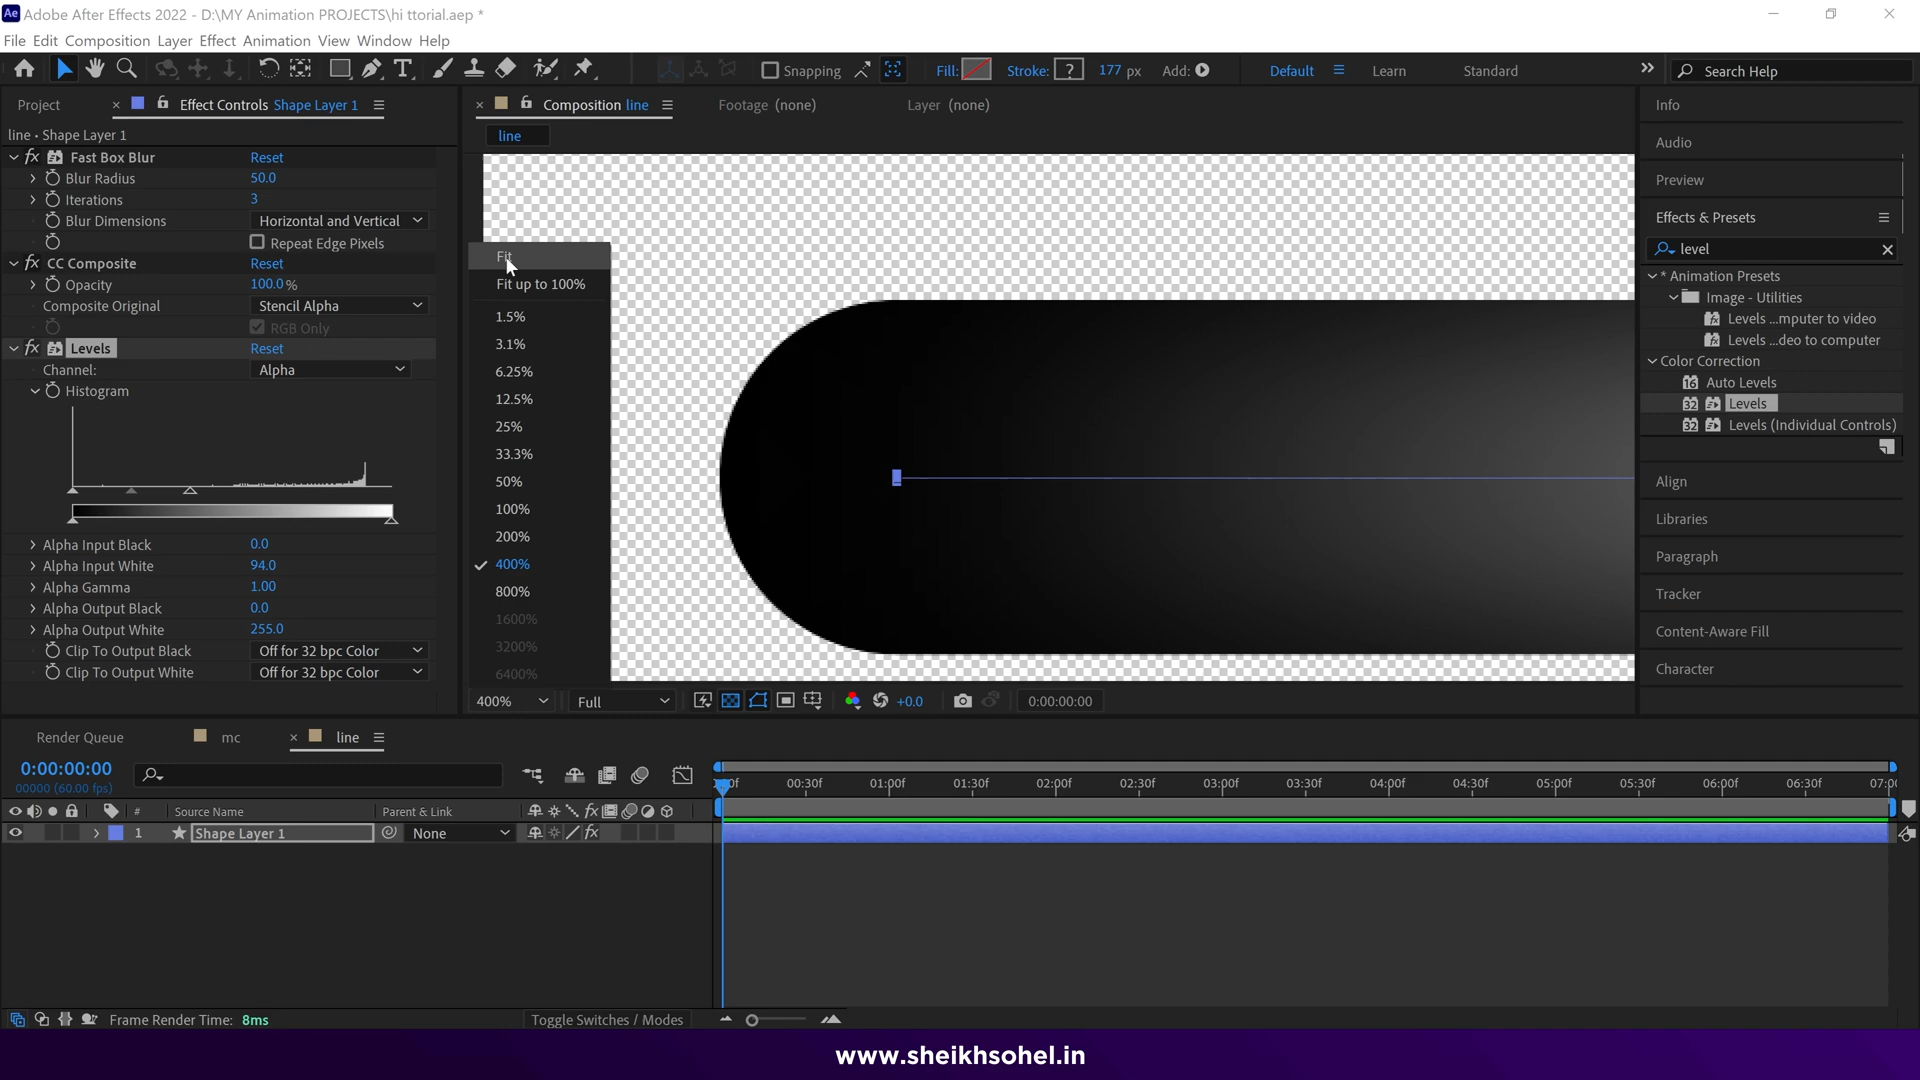 Adobe After Effects 2022 - D:\MY Animation PROJECTS\hi ttorial.aep *
File Edit Composition Layer Effect Animation View Window Help
Snapping Fill: Stroke: ? 177 px Add: Default Learn Standard Search Help
Project Effect Controls Shape Layer 1
line • Shape Layer 1
fx Fast Box Blur Reset
Blur Radius 50.0
Iterations 3
Blur Dimensions Horizontal and Vertical
Repeat Edge Pixels
fx CC Composite Reset
Opacity 100.0 %
Composite Original Stencil Alpha
RGB Only
fx Levels Reset
Channel: Alpha
Histogram
Alpha Input Black 0.0
Alpha Input White 94.0
Alpha Gamma 1.00
Alpha Output Black 0.0
Alpha Output White 255.0
Clip To Output Black Off for 32 bpc Color
Clip To Output White Off for 32 bpc Color
Composition line Footage (none) Layer (none)
line
Fit
Fit up to 100%
1.5%
3.1%
6.25%
12.5%
25%
33.3%
50%
100%
200%
400%
800%
1600%
3200%
6400%
400% Full +0.0 0:00:00:00
Info
Audio
Preview
Effects & Presets
level
* Animation Presets
Image - Utilities
Levels ...mputer to video
Levels ...deo to computer
Color Correction
16 Auto Levels
32 Levels
32 Levels (Individual Controls)
Align
Libraries
Paragraph
Tracker
Content-Aware Fill
Character
Render Queue mc line
0:00:00:00
00000 (60.00 fps)
:00f 00:30f 01:00f 01:30f 02:00f 02:30f 03:00f 03:30f 04:00f 04:30f 05:00f 05:30f 06:00f 06:30f 07:00
# Source Name Parent & Link fx
1 Shape Layer 1 None fx
Frame Render Time: 8ms Toggle Switches / Modes
www.sheikhsohel.in